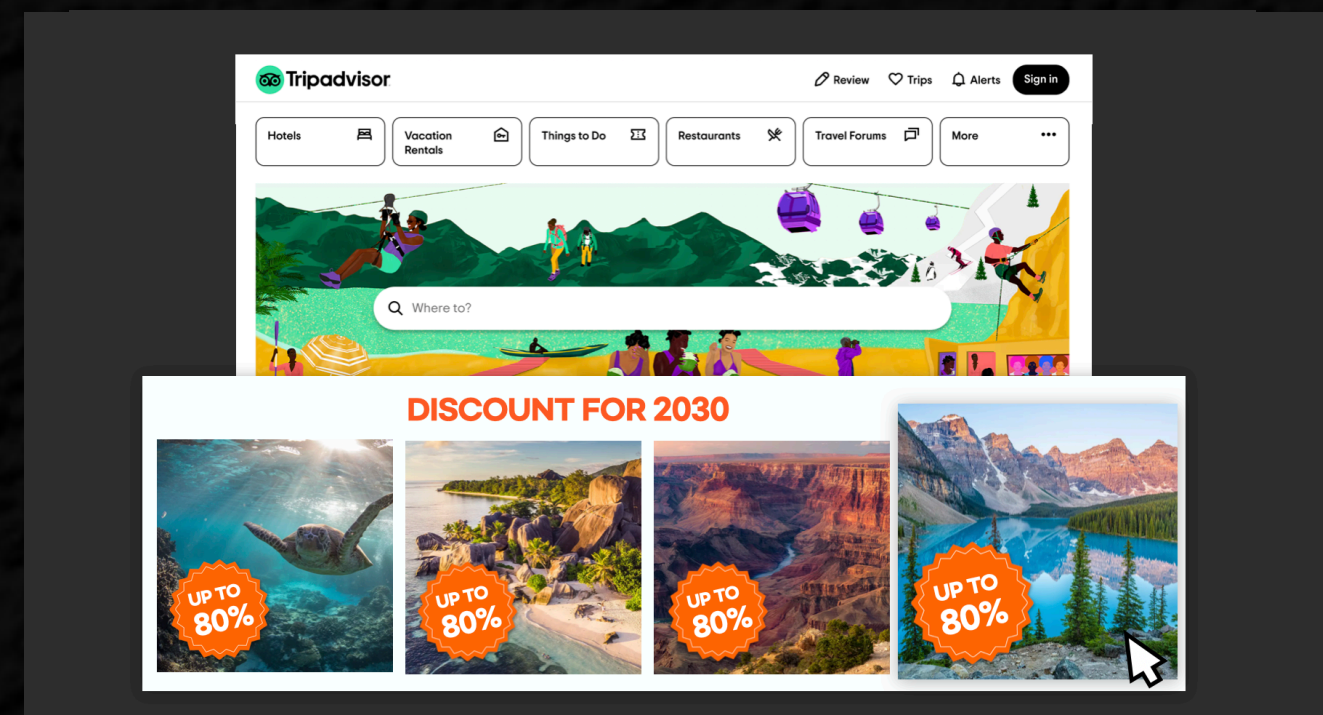 Tripadvisor
Review
Trips
Alerts
Sign in
Hotels
Vacation
Rentals
Things to Do
Restaurants
Travel Forums
More
Where to?
DISCOUNT FOR 2030
UP TO
80%
UP TO
80%
UP TO
80%
UP TO
80%